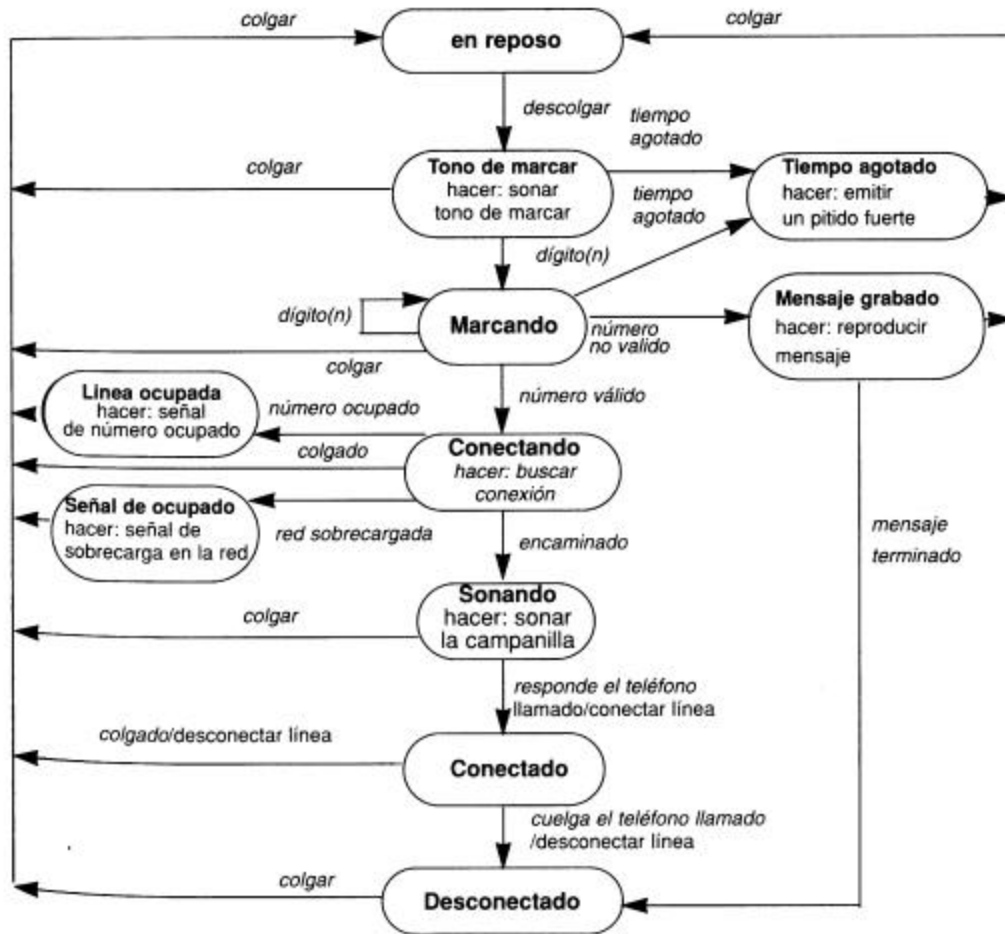 colgar
en reposo
colgar
descolgar
tiempo
agotado
colgar
Tono de marcar
hacer: sonar
tono de marcar
tiempo
agotado
Tiempo agotado
hacer: emitir
un pitido fuerte
dígito(n)
dígito(n)
Marcando
número
no valido
Mensaje grabado
hacer: reproducir
mensaje
colgar
número válido
Linea ocupada
hacer: señal
de número ocupado
número ocupado
colgado
Conectando
hacer: buscar
conexión
Señal de ocupado
hacer: señal de
sobrecarga en la red
red sobrecargada
encaminado
mensaje
terminado
colgar
Sonando
hacer: sonar
la campanilla
responde el teléfono
llamado/conectar línea
colgado/desconectar línea
Conectado
cuelga el teléfono llamado
/desconectar línea
colgar
Desconectado